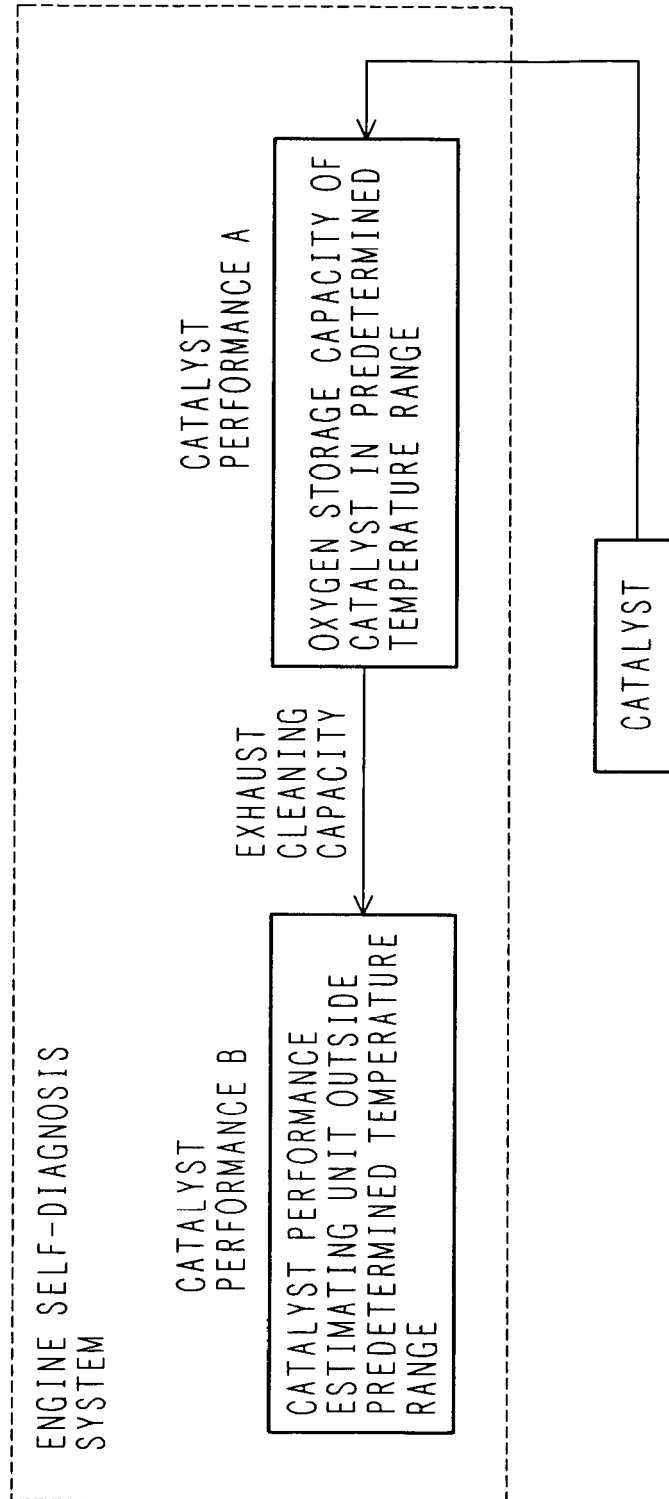 ENGINE SELF-DIAGNOSIS
SYSTEM
CATALYST
PERFORMANCE B
CATALYST PERFORMANCE
ESTIMATING UNIT OUTSIDE
PREDETERMINED TEMPERATURE
RANGE
EXHAUST
CLEANING
CAPACITY
CATALYST
PERFORMANCE A
OXYGEN STORAGE CAPACITY OF
CATALYST IN PREDETERMINED
TEMPERATURE RANGE
CATALYST